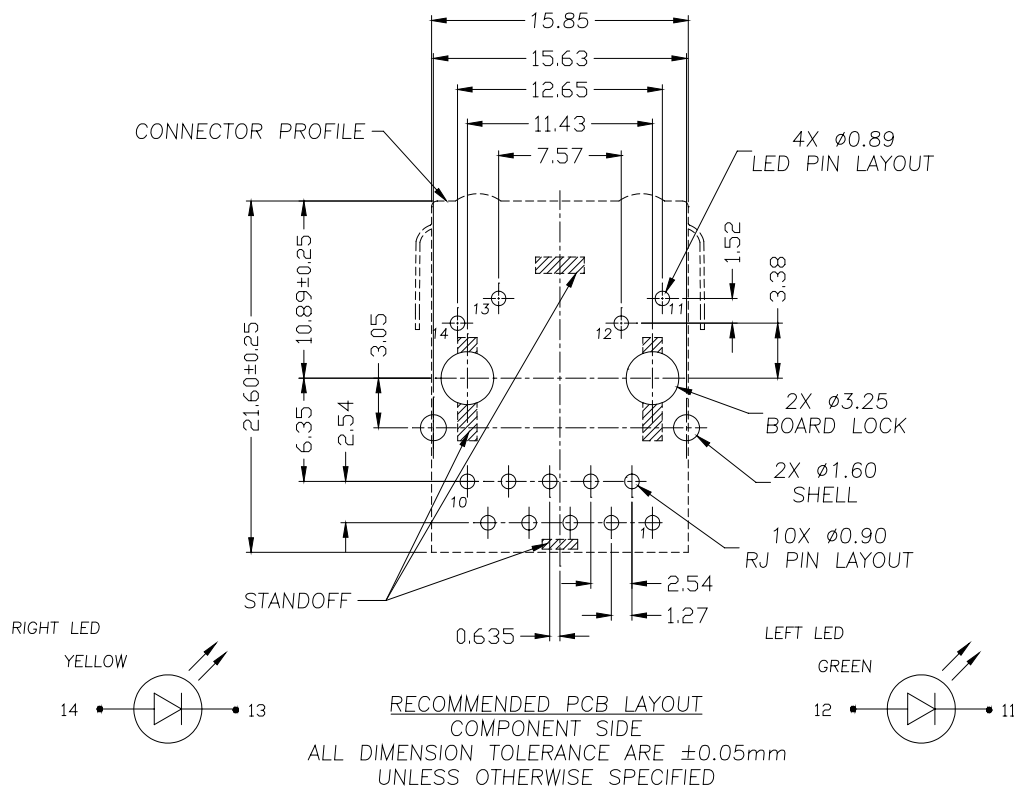 15.85
15.63
12.65
11.43
7.57
CONNECTOR PROFILE
4X ø0.89
LED PIN LAYOUT
1.52
3.38
10.89±0.25
21.60±0.25
3.05
6.35
2.54
13
11
14
12
2X ø3.25
BOARD LOCK
2X ø1.60
SHELL
10
1
10X ø0.90
RJ PIN LAYOUT
STANDOFF
2.54
1.27
0.635
RIGHT LED
YELLOW
14
13
LEFT LED
GREEN
12
11
RECOMMENDED PCB LAYOUT
COMPONENT SIDE
ALL DIMENSION TOLERANCE ARE ±0.05mm
UNLESS OTHERWISE SPECIFIED